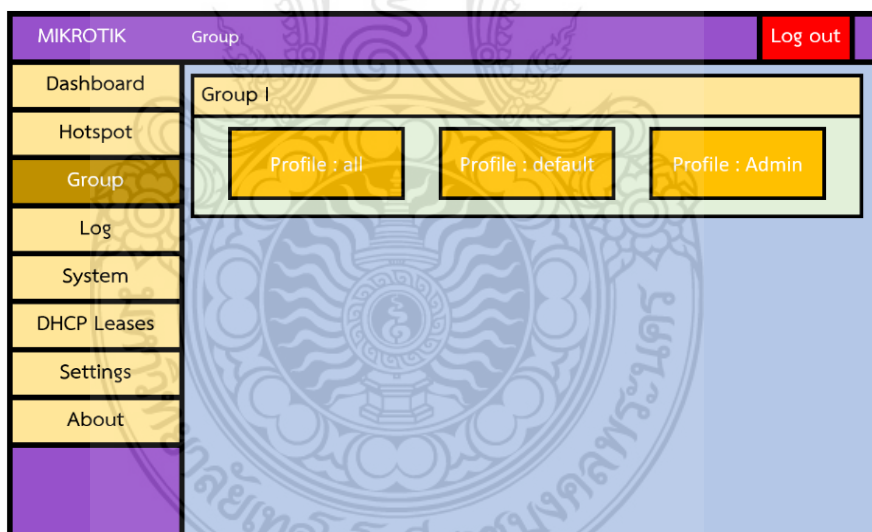 MIKROTIK
Group
Log out
Dashboard
Hotspot
Group
Log
System
DHCP Leases
Settings
About
Group I
Profile : all
Profile : default
Profile : Admin